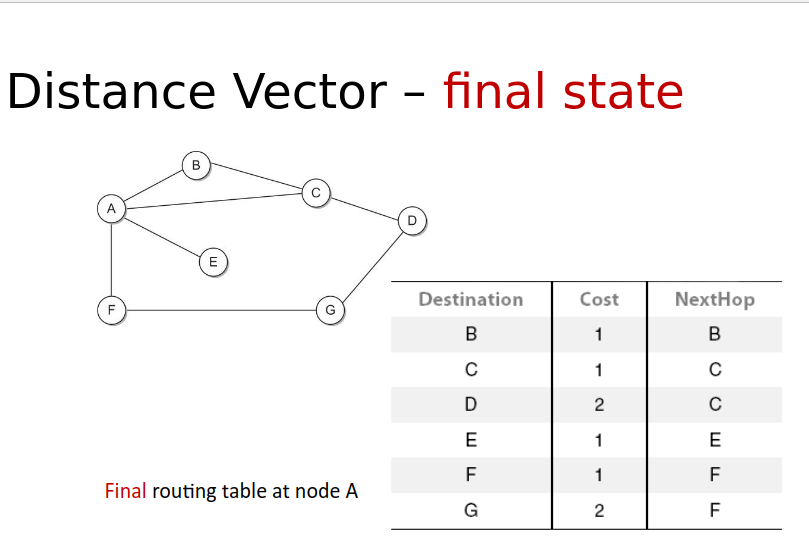 Distance Vector – final state
B
C
A
D
E
F
G
Destination Cost NextHop
B 1 B
C 1 C
D 2 C
E 1 E
F 1 F
G 2 F
Final routing table at node A